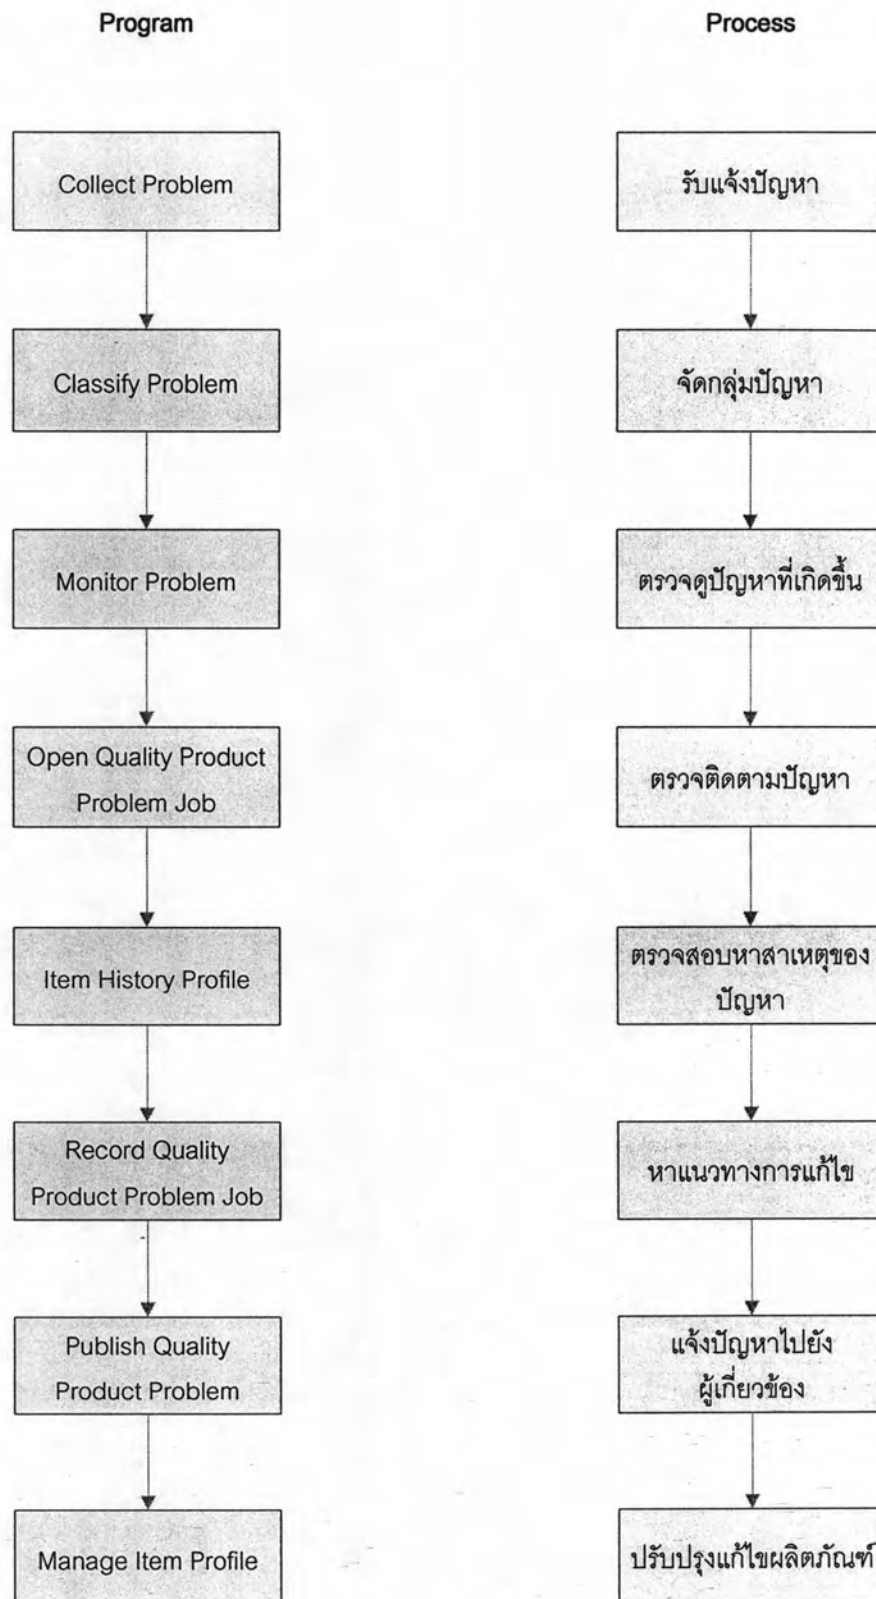 Program
Process
Collect Problem
รับแจ้งปัญหา
Classify Problem
จัดกลุ่มปัญหา
Monitor Problem
ตรวจดูปัญหาที่เกิดขึ้น
Open Quality Product
Problem Job
ตรวจติดตามปัญหา
Item History Profile
ตรวจสอบหาสาเหตุของ
ปัญหา
Record Quality
Product Problem Job
หาแนวทางการแก้ไข
Publish Quality
Product Problem
แจ้งปัญหาไปยัง
ผู้เกี่ยวข้อง
Manage Item Profile
ปรับปรุงแก้ไขผลิตภัณฑ์